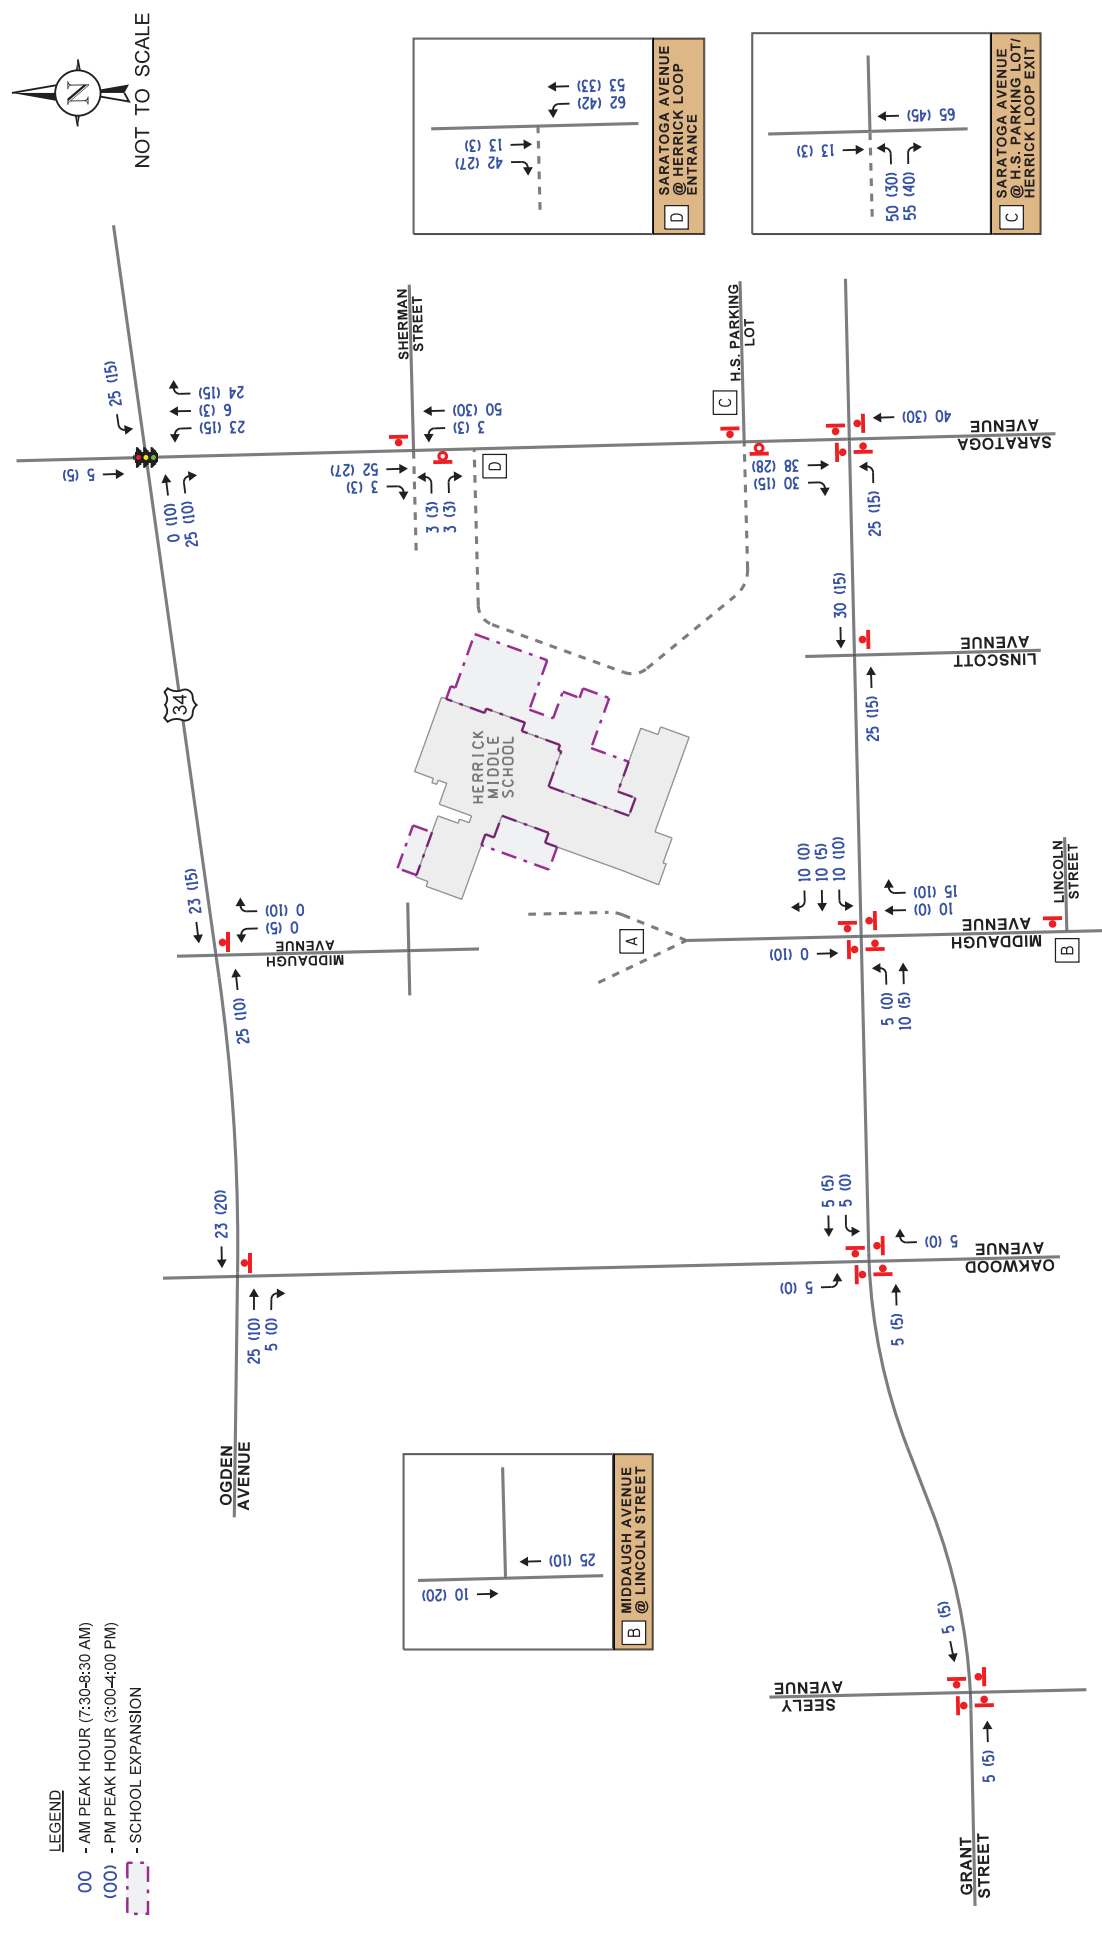 LEGEND
00 - AM PEAK HOUR (7:30-8:30 AM)
(00) - PM PEAK HOUR (3:00-4:00 PM)
- SCHOOL EXPANSION
N
NOT TO SCALE
OGDEN
AVENUE
34
23 (20)
25 (10)
5 (0)
23 (15)
25 (10)
0 (5)
0 (10)
MIDDAUGH
AVENUE
25 (15)
5 (5)
0 (10)
25 (10)
23 (15)
6 (3)
24 (15)
SHERMAN
STREET
52 (27)
3 (3)
3 (3)
50 (30)
3 (3)
3 (3)
D
HERRICK
MIDDLE
SCHOOL
A
C
H.S. PARKING
LOT
38 (28)
30 (15)
40 (30)
25 (15)
SARATOGA
AVENUE
30 (15)
25 (15)
LINSCOTT
AVENUE
10 (0)
10 (5)
10 (10)
0 (10)
5 (0)
10 (5)
10 (0)
15 (10)
MIDDAUGH
AVENUE
LINCOLN
STREET
B
5 (5)
5 (0)
5 (0)
5 (0)
5 (5)
OAKWOOD
AVENUE
5 (5)
5 (5)
SEELY
AVENUE
GRANT
STREET
10 (20)
25 (10)
B
MIDDAUGH AVENUE
@ LINCOLN STREET
13 (3)
42 (27)
62 (42)
53 (33)
D
SARATOGA AVENUE
@ HERRICK LOOP
ENTRANCE
13 (3)
65 (45)
50 (30)
55 (40)
C
SARATOGA AVENUE
@ H.S. PARKING LOT/
HERRICK LOOP EXIT